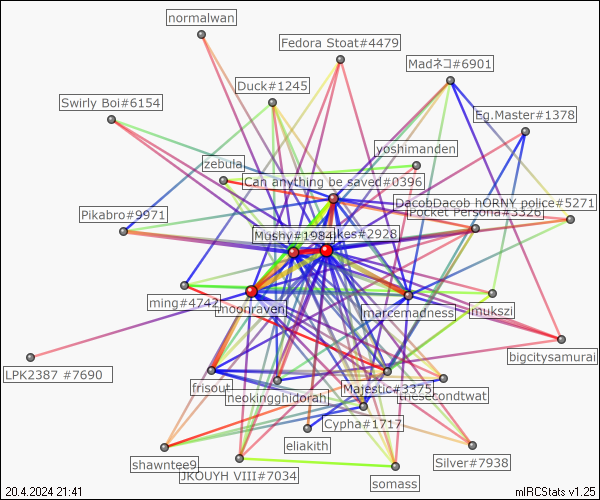 normalwan
Fedora Stoat#4479
Madネコ#6901
Duck#1245
Swirly Boi#6154
Eg.Master#1378
yoshimanden
zebula
Can anything be saved#0396
DacobDacob hORNY police#5271
Pocket Persona#3326
Pikabro#9971
Mushy#1984
kes#2928
ming#4742
moonraven
marcemadness
mukszi
bigcitysamurai
LPK2387 #7690
frisout
neokingghidorah
Majestic#3375
thesecondtwat
Cypha#1717
eliakith
shawntee9
JKOUYH VIII#7034
somass
Silver#7938
20.4.2024 21:41
mIRCStats v1.25